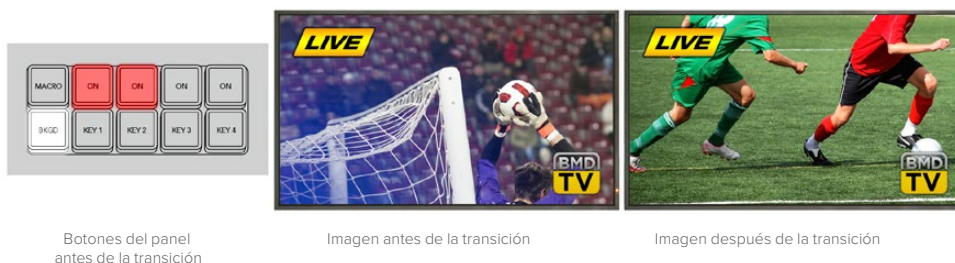 MACRO ON ON ON ON
BKGD KEY 1 KEY 2 KEY 3 KEY 4
LIVE
BMD
TV
LIVE
BMD
TV
Botones del panel
antes de la transición
Imagen antes de la transición
Imagen después de la transición